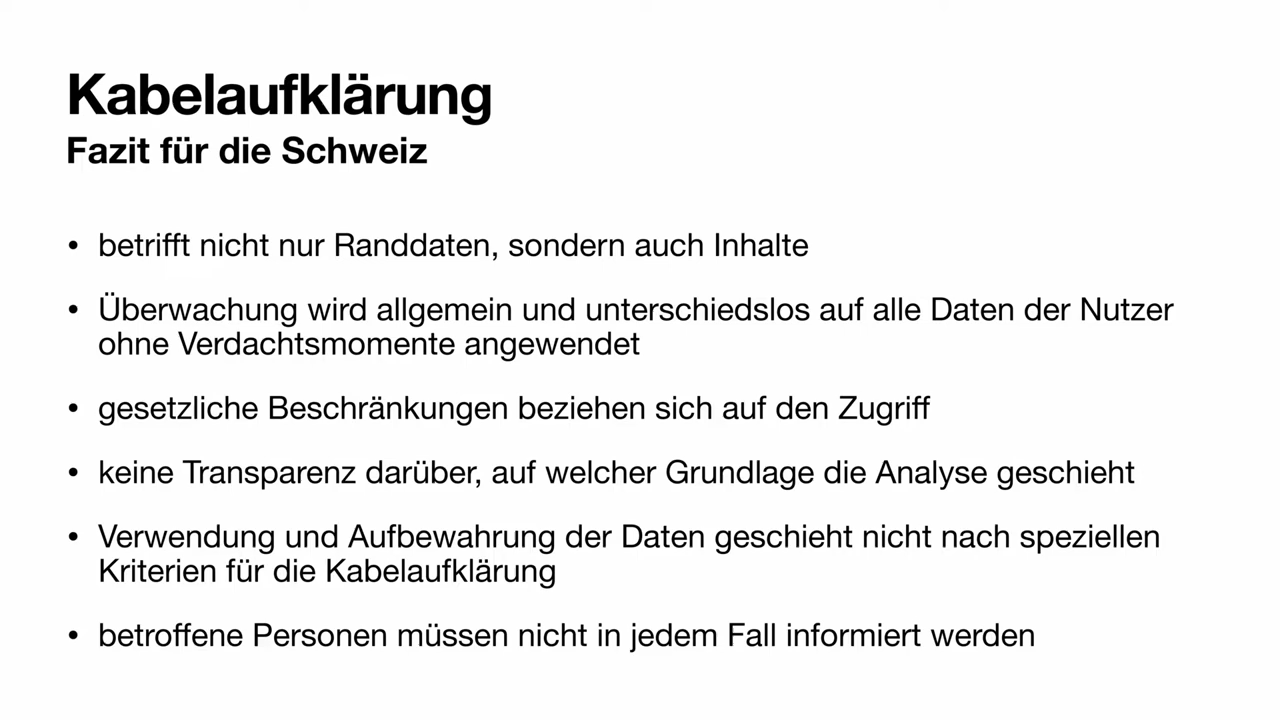 Kabelaufklärung
Fazit für die Schweiz
• betrifft nicht nur Randdaten, sondern auch Inhalte
• Überwachung wird allgemein und unterschiedslos auf alle Daten der Nutzer
ohne Verdachtsmomente angewendet
• gesetzliche Beschränkungen beziehen sich auf den Zugriff
• keine Transparenz darüber, auf welcher Grundlage die Analyse geschieht
• Verwendung und Aufbewahrung der Daten geschieht nicht nach speziellen
Kriterien für die Kabelaufklärung
• betroffene Personen müssen nicht in jedem Fall informiert werden